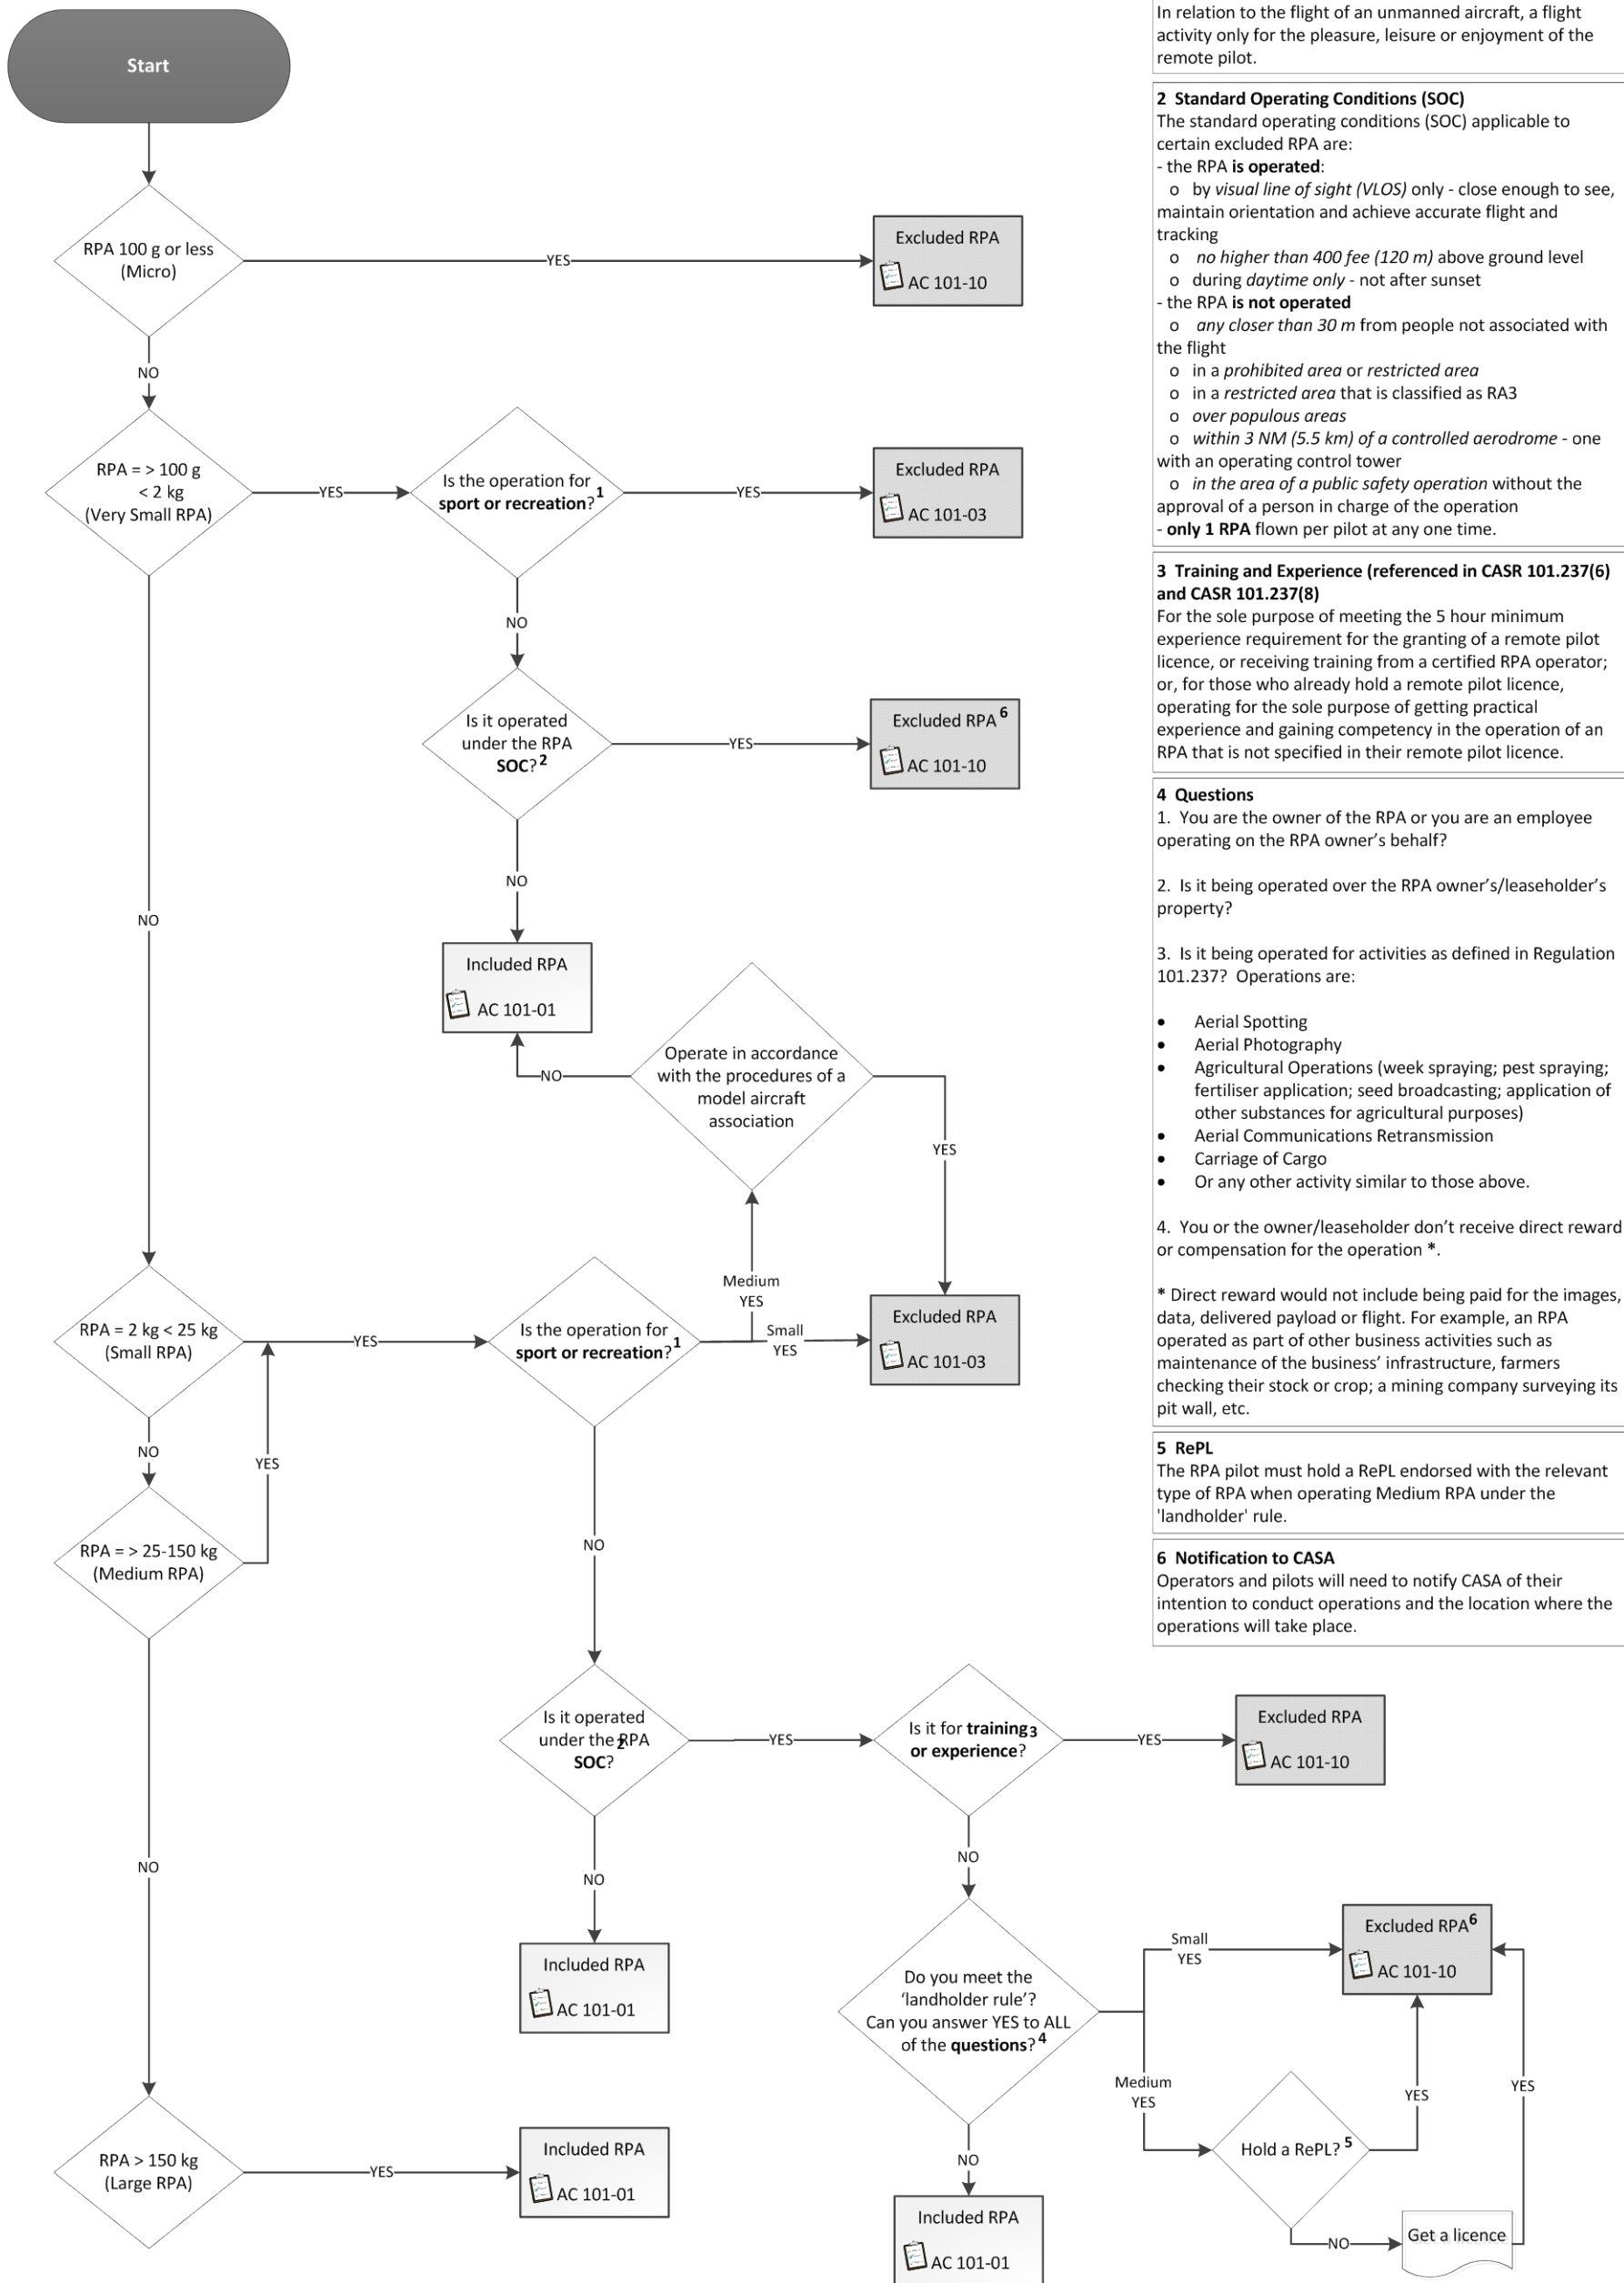 Start
RPA 100 g or less
(Micro)
YES
Excluded RPA
AC 101-10
NO
RPA = > 100 g
< 2 kg
(Very Small RPA)
YES
Is the operation for
sport or recreation? 1
YES
Excluded RPA
AC 101-03
NO
Is it operated
under the RPA
SOC? 2
YES
Excluded RPA 6
AC 101-10
NO
NO
Included RPA
AC 101-01
NO
Operate in accordance
with the procedures of a
model aircraft
association
YES
Medium
YES
RPA = 2 kg < 25 kg
(Small RPA)
YES
Is the operation for
sport or recreation? 1
Small
YES
Excluded RPA
AC 101-03
NO
YES
RPA = > 25-150 kg
(Medium RPA)
NO
Is it operated
under the RPA
2
SOC?
YES
Is it for training 3
or experience?
YES
Excluded RPA
AC 101-10
NO
NO
NO
Included RPA
AC 101-01
Do you meet the
‘landholder rule’?
Can you answer YES to ALL
of the questions? 4
Small
YES
Excluded RPA 6
AC 101-10
Medium
YES
YES
YES
Hold a RePL? 5
NO
Get a licence
RPA > 150 kg
(Large RPA)
YES
Included RPA
AC 101-01
NO
Included RPA
AC 101-01
In relation to the flight of an unmanned aircraft, a flight
activity only for the pleasure, leisure or enjoyment of the
remote pilot.
2 Standard Operating Conditions (SOC)
The standard operating conditions (SOC) applicable to
certain excluded RPA are:
- the RPA is operated:
o by visual line of sight (VLOS) only - close enough to see,
maintain orientation and achieve accurate flight and
tracking
o no higher than 400 fee (120 m) above ground level
o during daytime only - not after sunset
- the RPA is not operated
o any closer than 30 m from people not associated with
the flight
o in a prohibited area or restricted area
o in a restricted area that is classified as RA3
o over populous areas
o within 3 NM (5.5 km) of a controlled aerodrome - one
with an operating control tower
o in the area of a public safety operation without the
approval of a person in charge of the operation
- only 1 RPA flown per pilot at any one time.
3 Training and Experience (referenced in CASR 101.237(6)
and CASR 101.237(8)
For the sole purpose of meeting the 5 hour minimum
experience requirement for the granting of a remote pilot
licence, or receiving training from a certified RPA operator;
or, for those who already hold a remote pilot licence,
operating for the sole purpose of getting practical
experience and gaining competency in the operation of an
RPA that is not specified in their remote pilot licence.
4 Questions
1. You are the owner of the RPA or you are an employee
operating on the RPA owner’s behalf?
2. Is it being operated over the RPA owner’s/leaseholder’s
property?
3. Is it being operated for activities as defined in Regulation
101.237? Operations are:
• Aerial Spotting
• Aerial Photography
• Agricultural Operations (week spraying; pest spraying;
fertiliser application; seed broadcasting; application of
other substances for agricultural purposes)
• Aerial Communications Retransmission
• Carriage of Cargo
• Or any other activity similar to those above.
4. You or the owner/leaseholder don’t receive direct reward
or compensation for the operation *.
* Direct reward would not include being paid for the images,
data, delivered payload or flight. For example, an RPA
operated as part of other business activities such as
maintenance of the business’ infrastructure, farmers
checking their stock or crop; a mining company surveying its
pit wall, etc.
5 RePL
The RPA pilot must hold a RePL endorsed with the relevant
type of RPA when operating Medium RPA under the
'landholder' rule.
6 Notification to CASA
Operators and pilots will need to notify CASA of their
intention to conduct operations and the location where the
operations will take place.